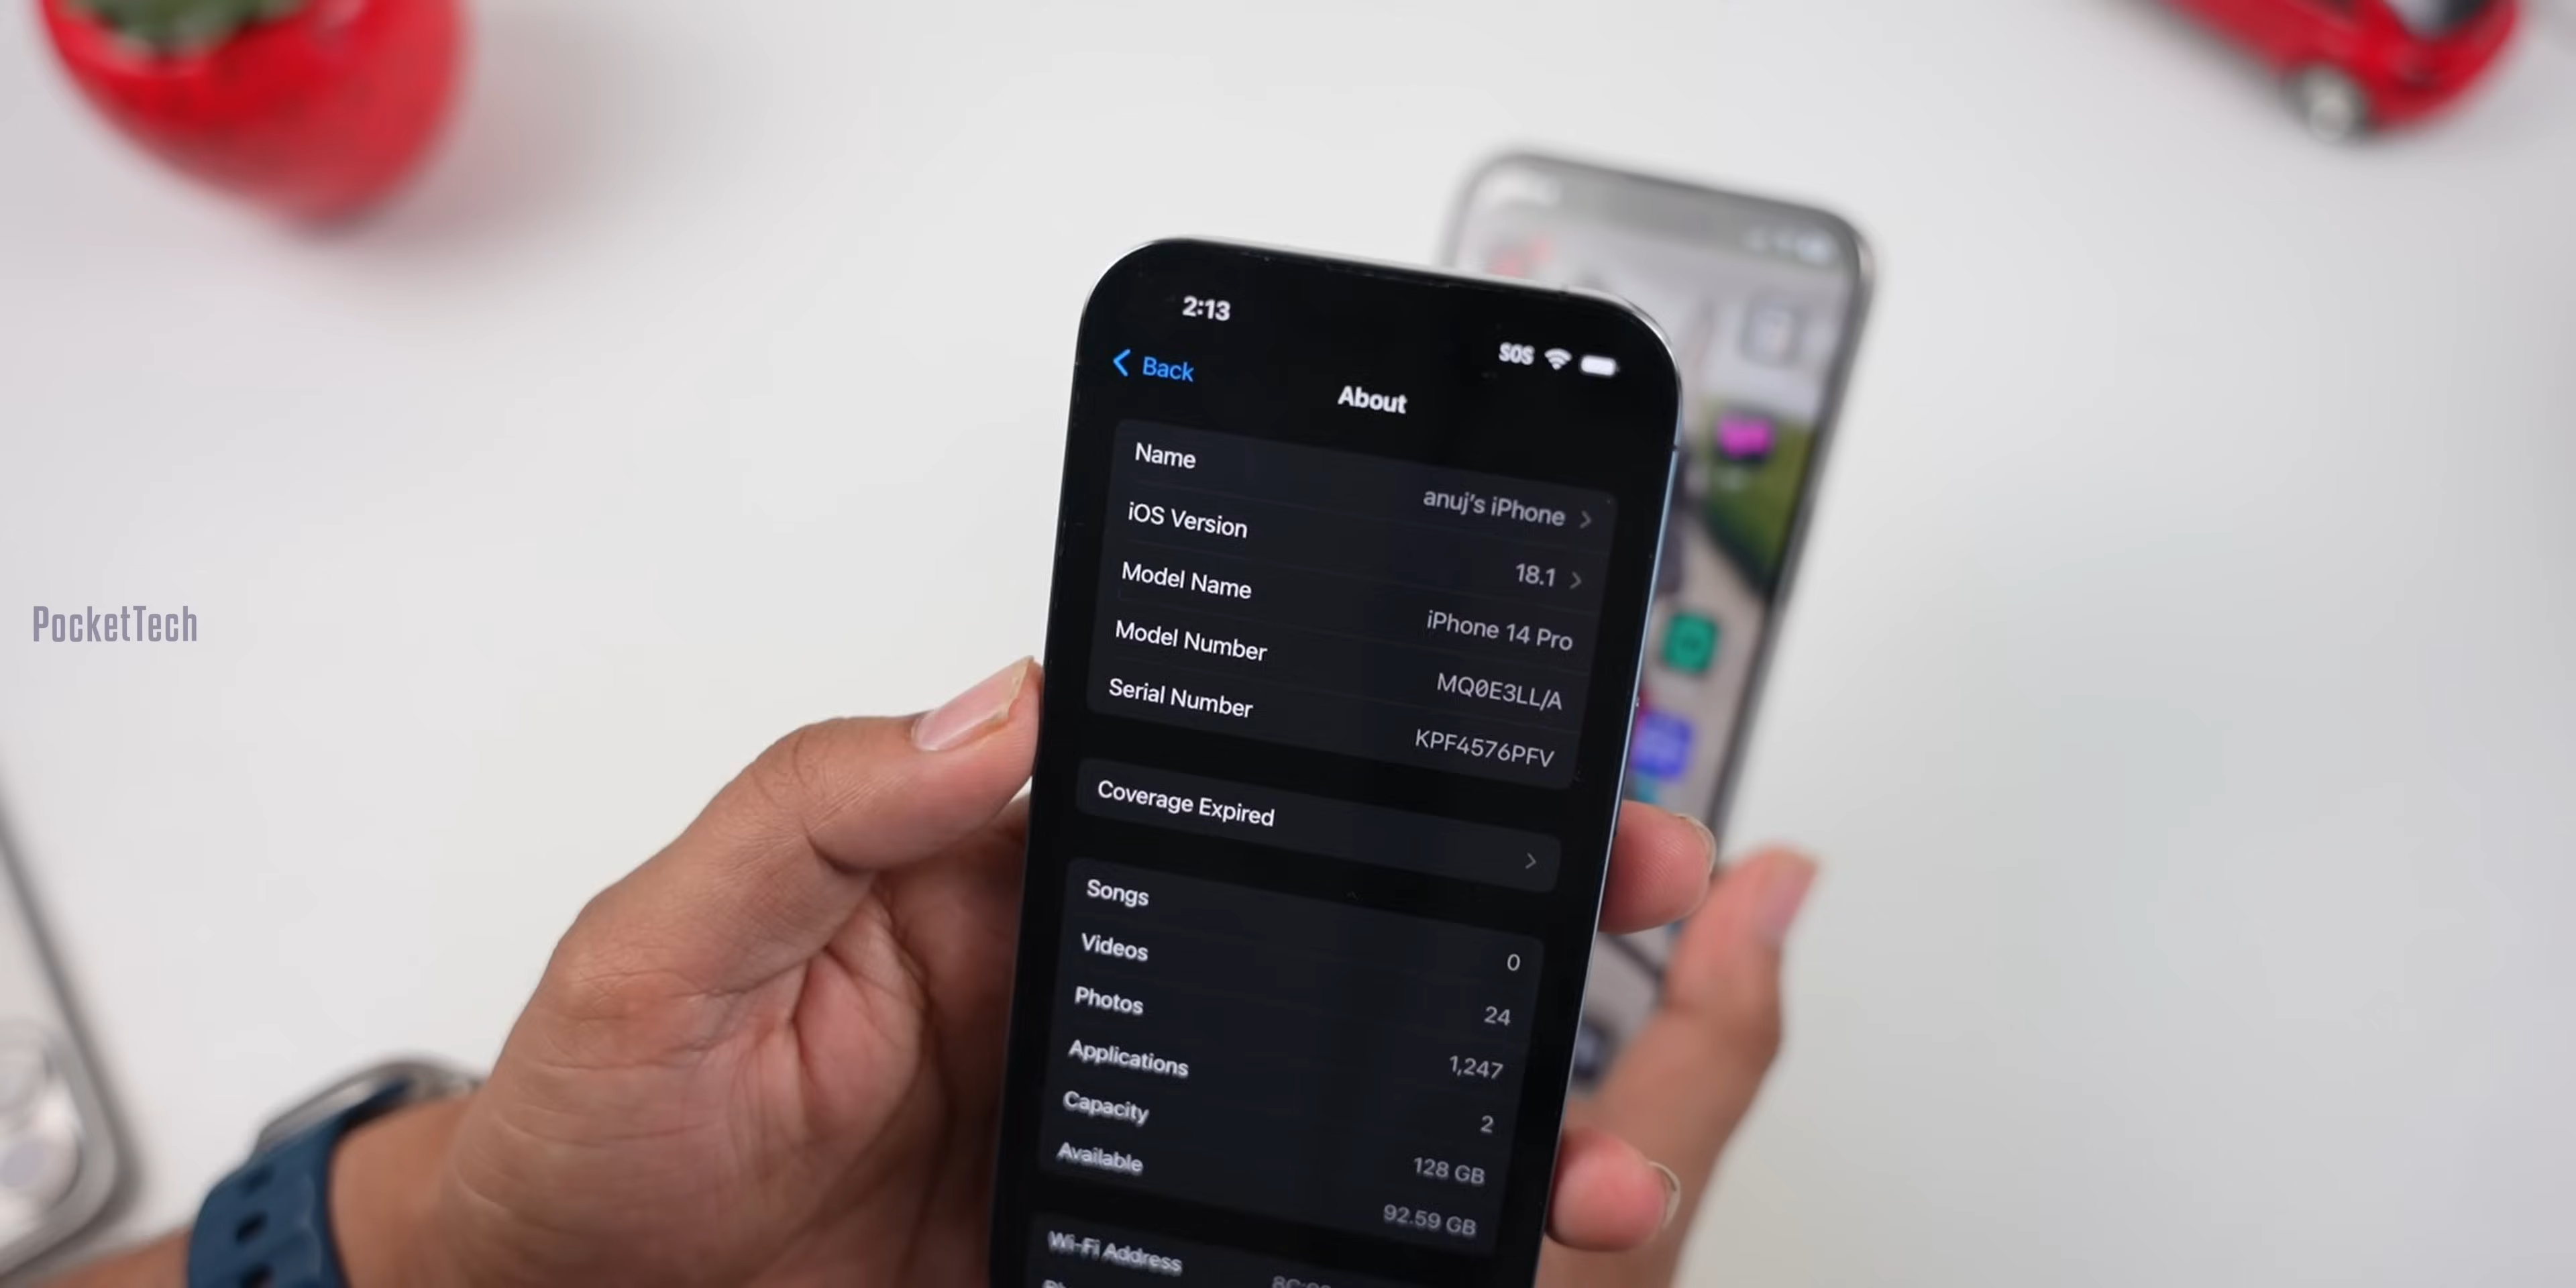 2:13
SOS
Back
About
Name
anuj's iPhone
iOS Version
18.1
Model Name
iPhone 14 Pro
Model Number
MQ0E3LL/A
Serial Number
KPF4576PFV
Coverage Expired
Songs
0
Videos
24
Photos
1,247
Applications
2
Capacity
128 GB
Available
92.59 GB
Wi-Fi Address
PocketTech